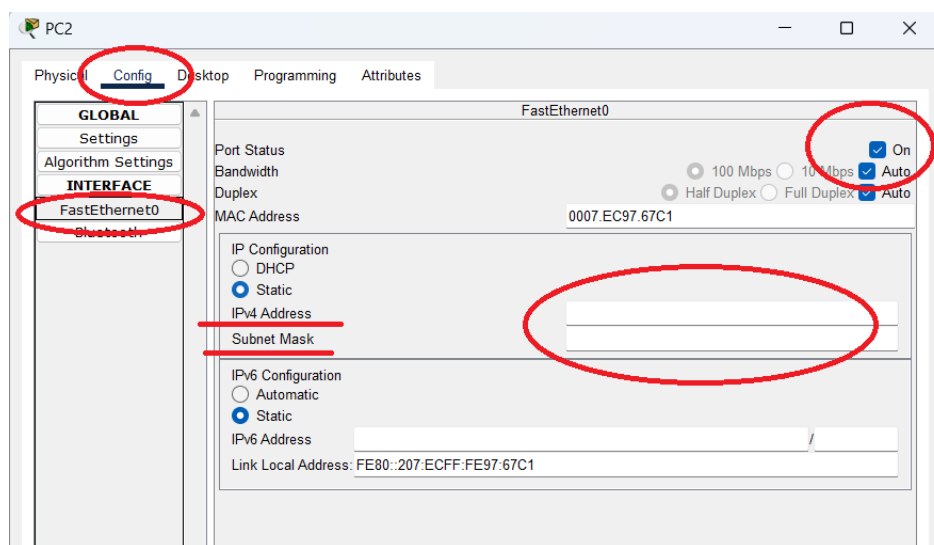 PC2
Physical Config Desktop Programming Attributes
GLOBAL
Settings
Algorithm Settings
INTERFACE
FastEthernet0
Bluetooth
FastEthernet0
Port Status On
Bandwidth 100 Mbps 10 Mbps Auto
Duplex Half Duplex Full Duplex Auto
MAC Address 0007.EC97.67C1
IP Configuration
DHCP
Static
IPv4 Address
Subnet Mask
IPv6 Configuration
Automatic
Static
IPv6 Address /
Link Local Address: FE80::207:ECFF:FE97:67C1